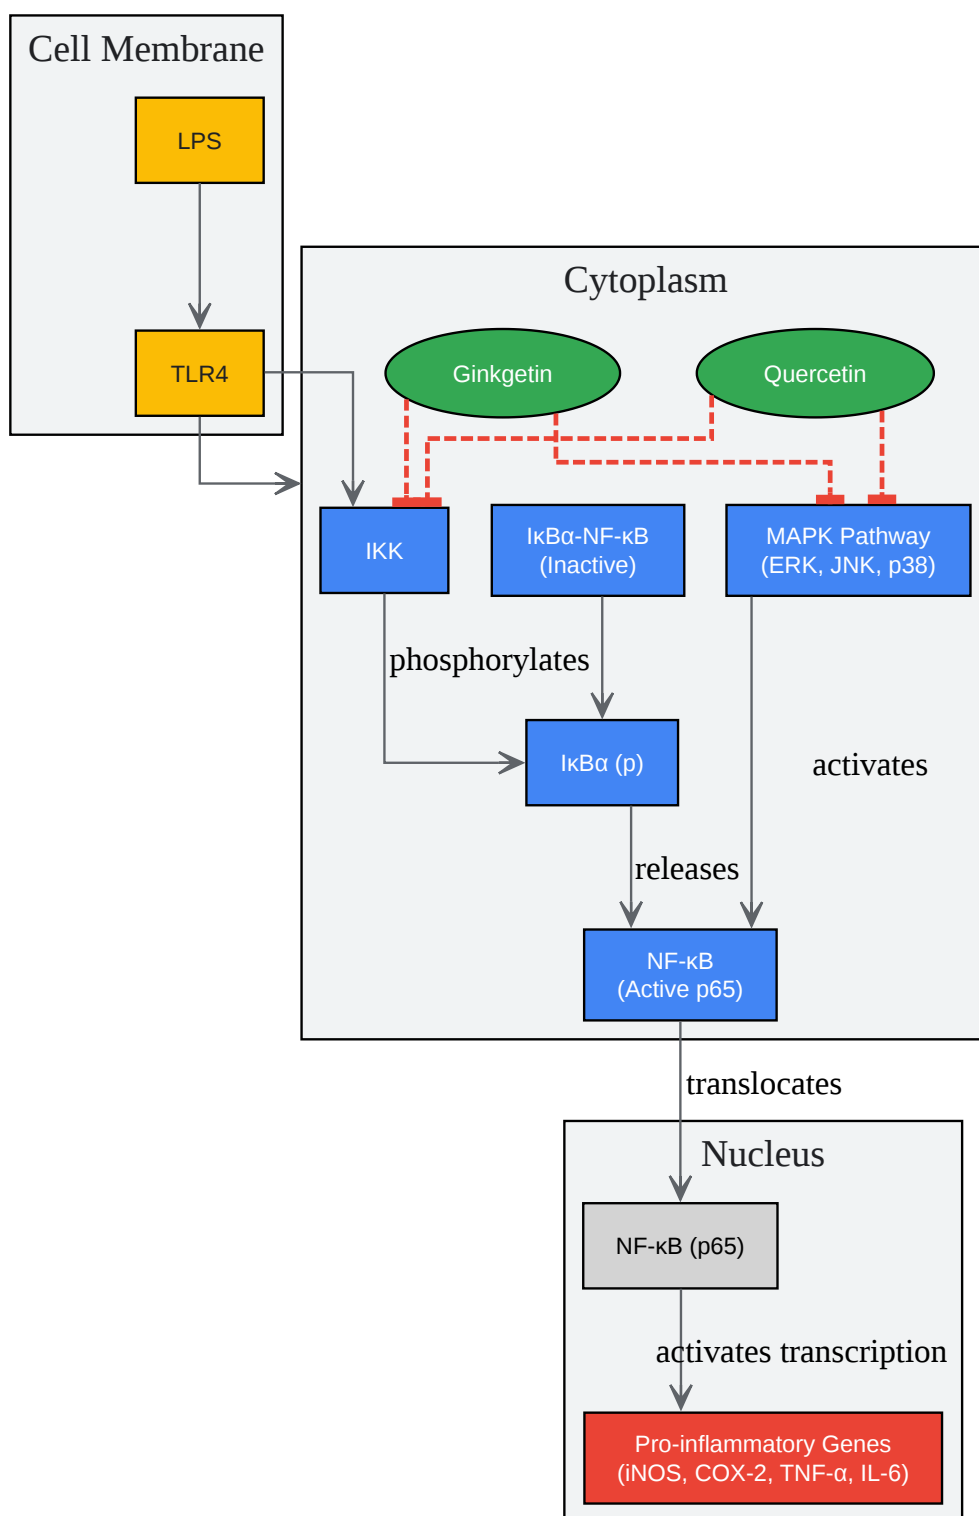 Cell Membrane
LPS
TLR4
Cytoplasm
Ginkgetin
Quercetin
IKK
IκBα-NF-κB
(Inactive)
MAPK Pathway
(ERK, JNK, p38)
phosphorylates
IκBα (p)
activates
releases
NF-κB
(Active p65)
translocates
Nucleus
NF-κB (p65)
activates transcription
Pro-inflammatory Genes
(iNOS, COX-2, TNF-α, IL-6)